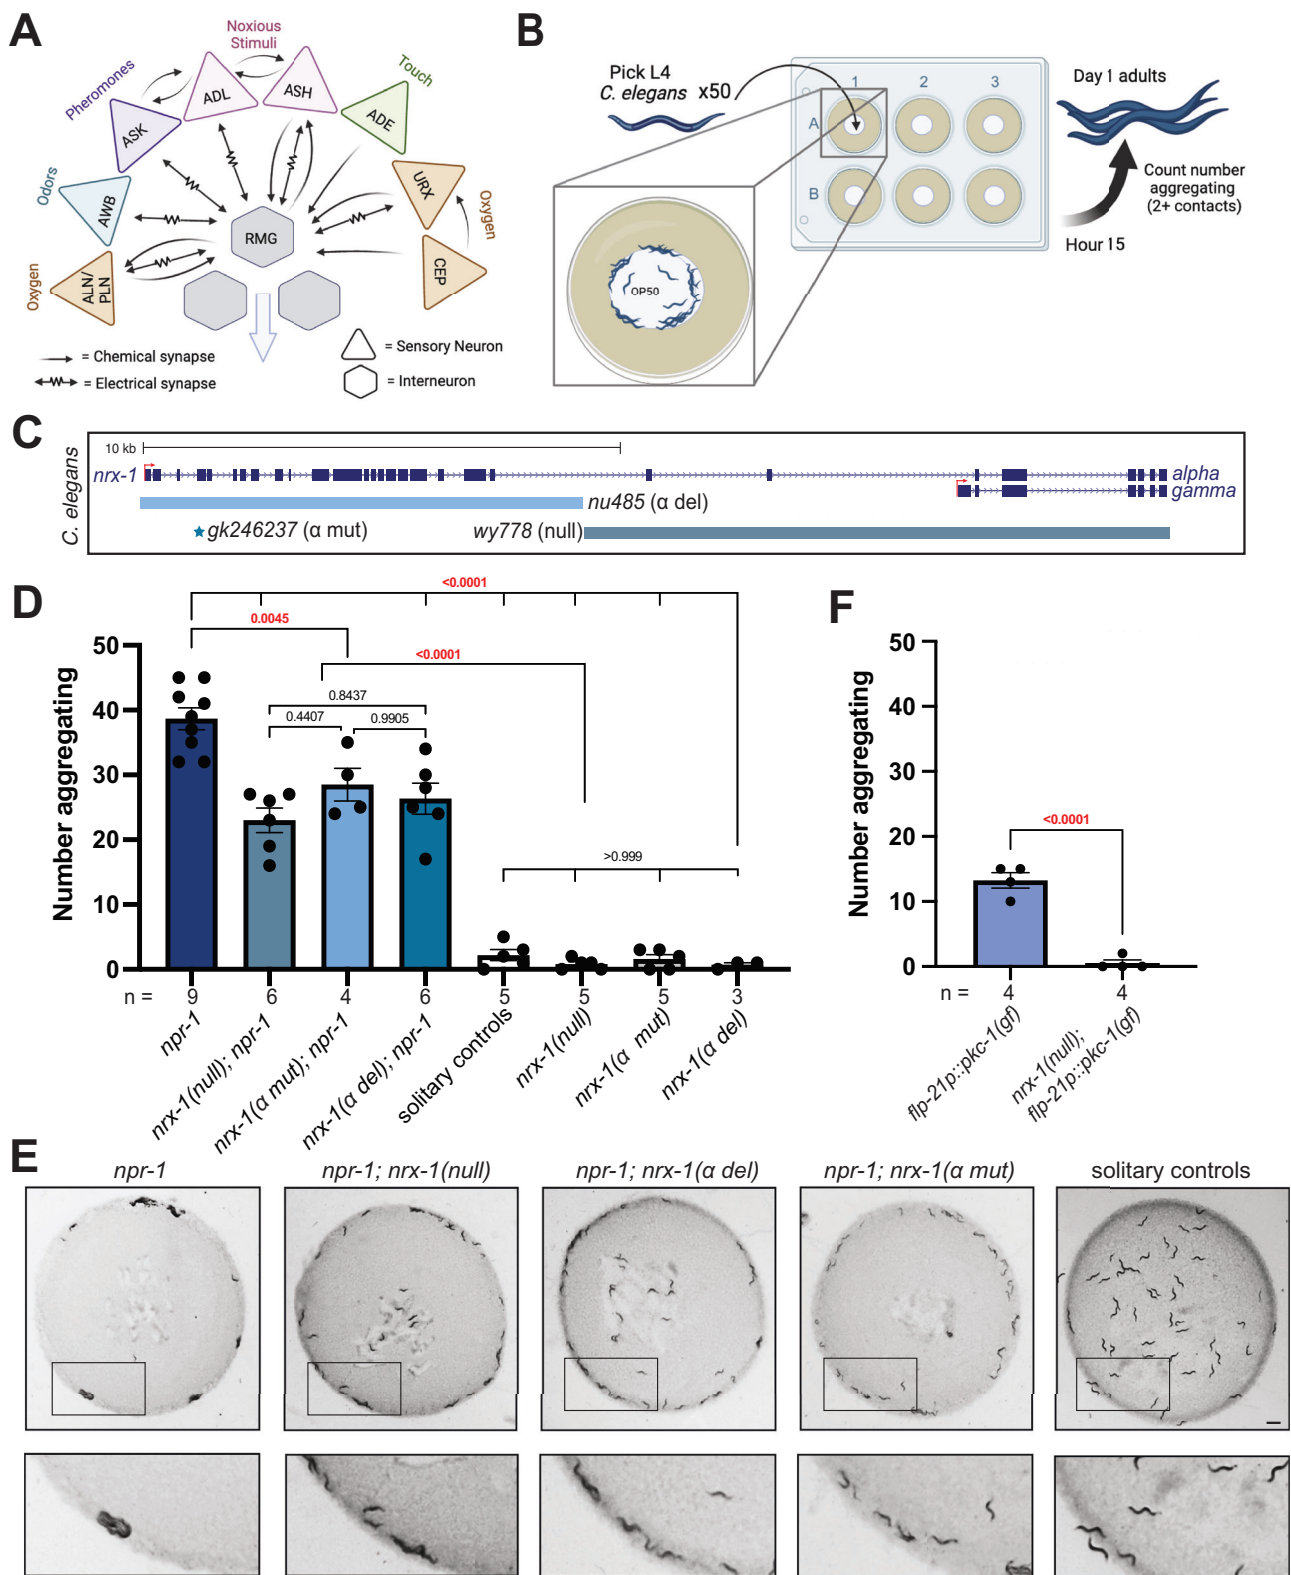 A
Noxious
Stimuli
Pheromones
Touch
Odors
Oxygen
Oxygen
ADL
ASH
ASK
ADE
AWB
URX
RMG
ALN/
PLN
CEP
= Chemical synapse
= Electrical synapse
= Sensory Neuron
= Interneuron
B
Pick L4
C. elegans x50
1 2 3
A
B
OP50
Day 1 adults
Count number
aggregating
(2+ contacts)
Hour 15
C
C. elegans
10 kb
nrx-1
alpha
gamma
nu485 (α del)
gk246237 (α mut)
wy778 (null)
D
Number aggregating
50
40
30
20
10
0
<0.0001
0.0045
<0.0001
0.8437
0.4407
0.9905
>0.999
n = 9 6 4 6 5 5 5 3
npr-1
nrx-1(null); npr-1
nrx-1(α mut); npr-1
nrx-1(α del); npr-1
solitary controls
nrx-1(null)
nrx-1(α mut)
nrx-1(α del)
F
Number aggregating
50
40
30
20
10
0
<0.0001
n = 4 4
flp-21p::pkc-1(gf)
nrx-1(null);
flp-21p::pkc-1(gf)
E
npr-1
npr-1; nrx-1(null)
npr-1; nrx-1(α del)
npr-1; nrx-1(α mut)
solitary controls